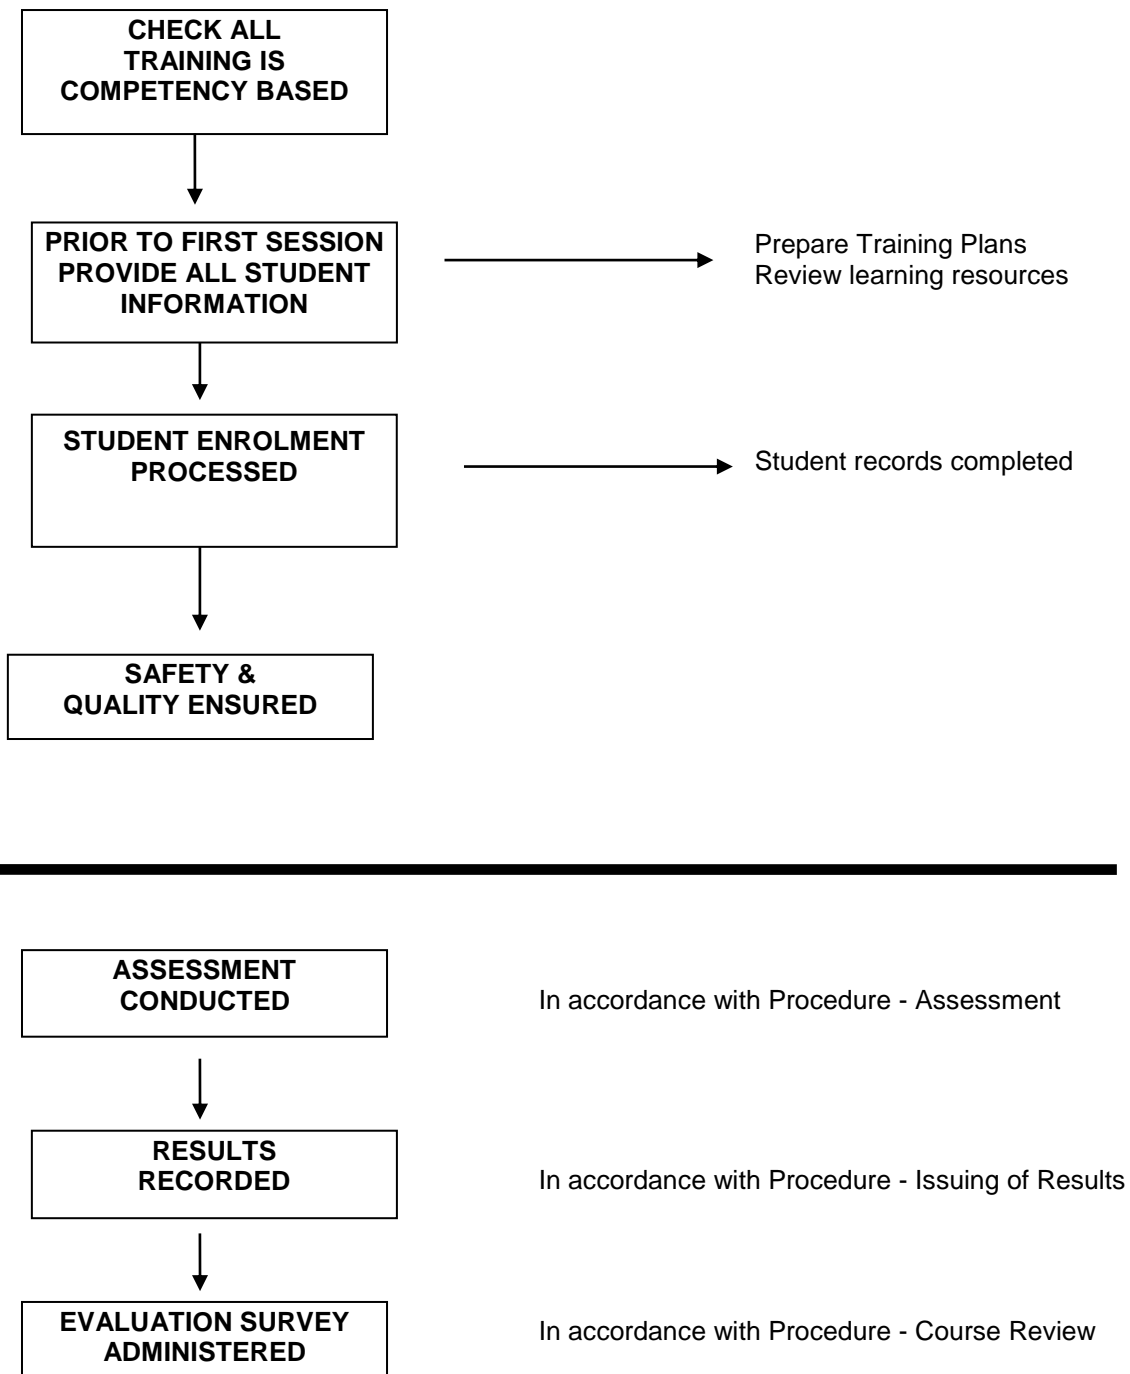 CHECK ALL
TRAINING IS
COMPETENCY BASED
PRIOR TO FIRST SESSION
PROVIDE ALL STUDENT
INFORMATION
Prepare Training Plans
Review learning resources
STUDENT ENROLMENT
PROCESSED
Student records completed
SAFETY &
QUALITY ENSURED
ASSESSMENT
CONDUCTED
In accordance with Procedure - Assessment
RESULTS
RECORDED
In accordance with Procedure - Issuing of Results
EVALUATION SURVEY
ADMINISTERED
In accordance with Procedure - Course Review